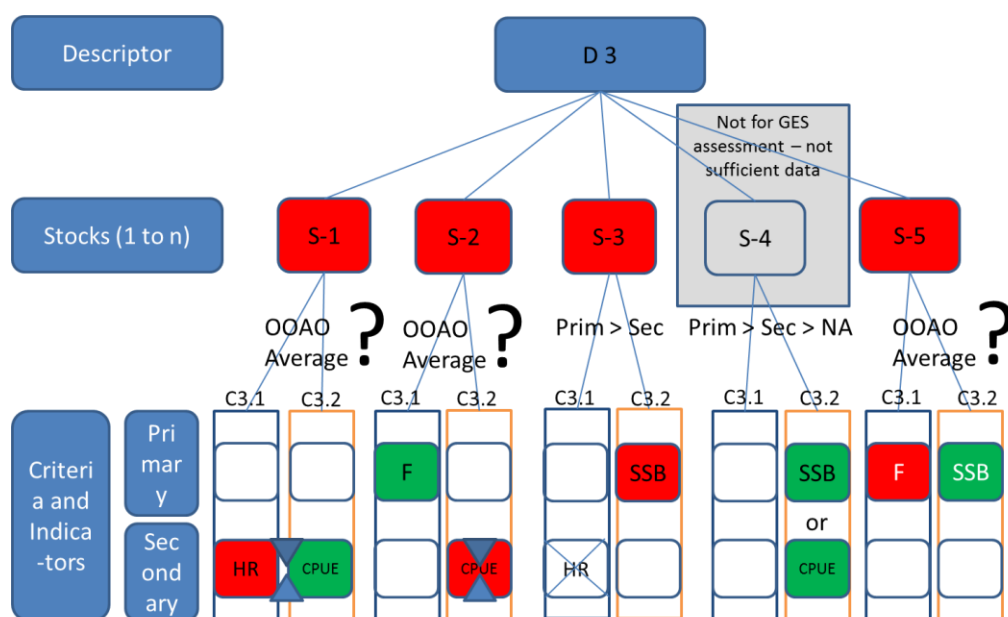 Descriptor
D 3
Not for GES
assessment – not
sufficient data
Stocks (1 to n)
S-1
S-2
S-3
S-4
S-5
OOAO
Average
?
OOAO
Average
?
Prim > Sec
Prim > Sec > NA
OOAO
Average
?
C3.1
C3.2
C3.1
C3.2
C3.1
C3.2
C3.1
C3.2
C3.1
C3.2
Criteri
a and
Indica
-tors
Pri
mar
y
F
SSB
SSB
F
SSB
or
Sec
ond
ary
HR
CPUE
CPUE
HR
CPUE